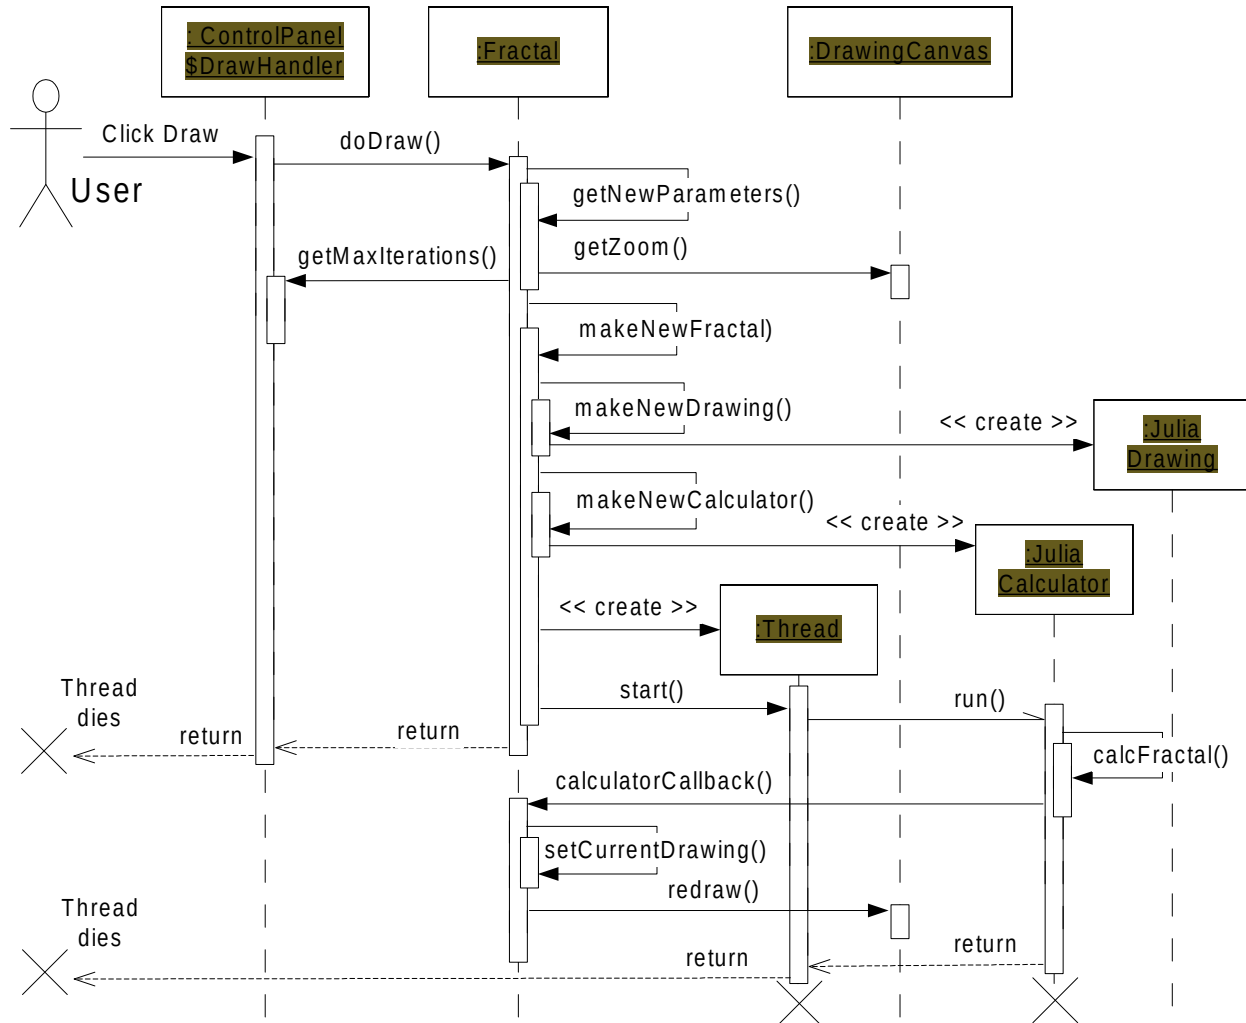 : ControlPanel
$DrawHandler
:Fractal
:DrawingCanvas
Click Draw
doDraw()
User
getNewParameters()
getMaxIterations()
getZoom()
makeNewFractal)
makeNewDrawing()
<< create >>
:Julia
Drawing
makeNewCalculator()
<< create >>
:Julia
Calculator
<< create >>
:Thread
Thread
dies
start()
run()
return
return
calcFractal()
calculatorCallback()
setCurrentDrawing()
redraw()
Thread
dies
return
return